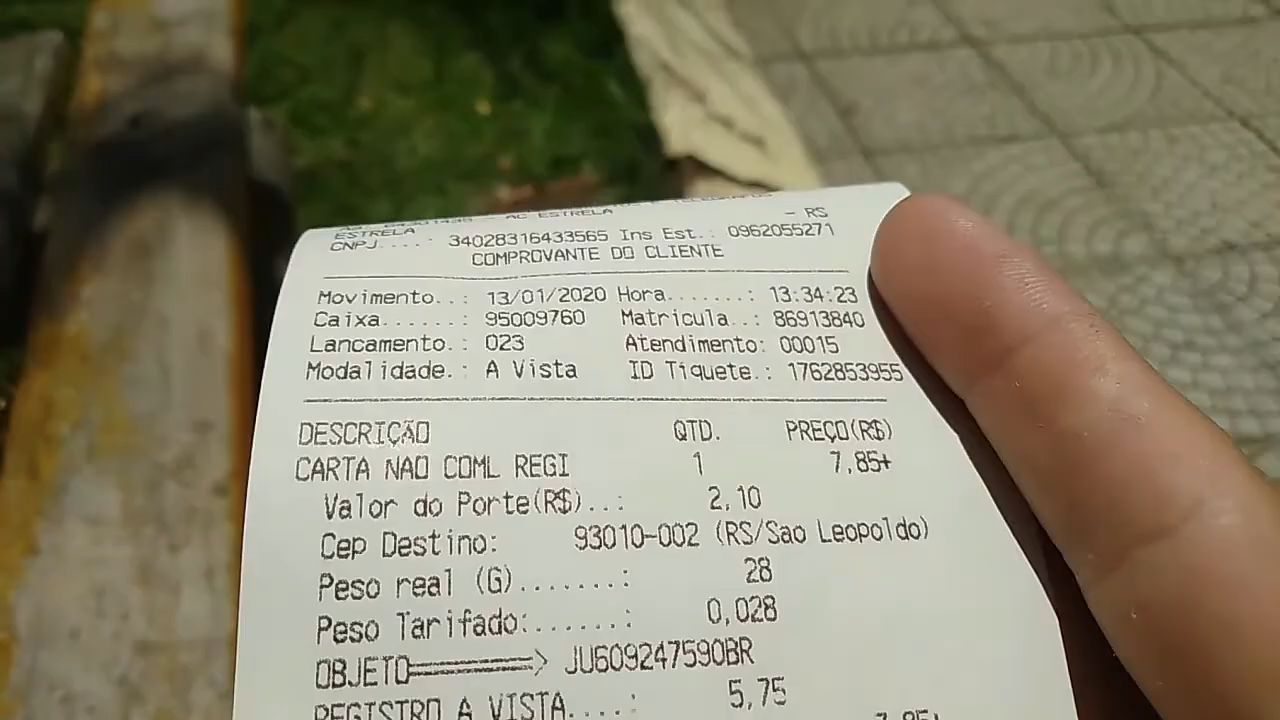 AC ESTRELA
ESTRELA - RS
CNPJ....: 34028316433565 Ins Est.: 0962055271
COMPROVANTE DO CLIENTE
Movimento..: 13/01/2020 Hora.......: 13:34:23
Caixa......: 95009760 Matricula..: 86913840
Lancamento.: 023 Atendimento: 00015
Modalidade.: A Vista ID Tiquete.: 1762853955
DESCRIÇÃO QTD. PREÇO(R$)
CARTA NAO COML REGI 1 7,85+
Valor do Porte(R$)..: 2,10
Cep Destino: 93010-002 (RS/Sao Leopoldo)
Peso real (G).......: 28
Peso Tarifado:......: 0,028
OBJETO==========> JU609247590BR
REGISTRO A VISTA....: 5,75